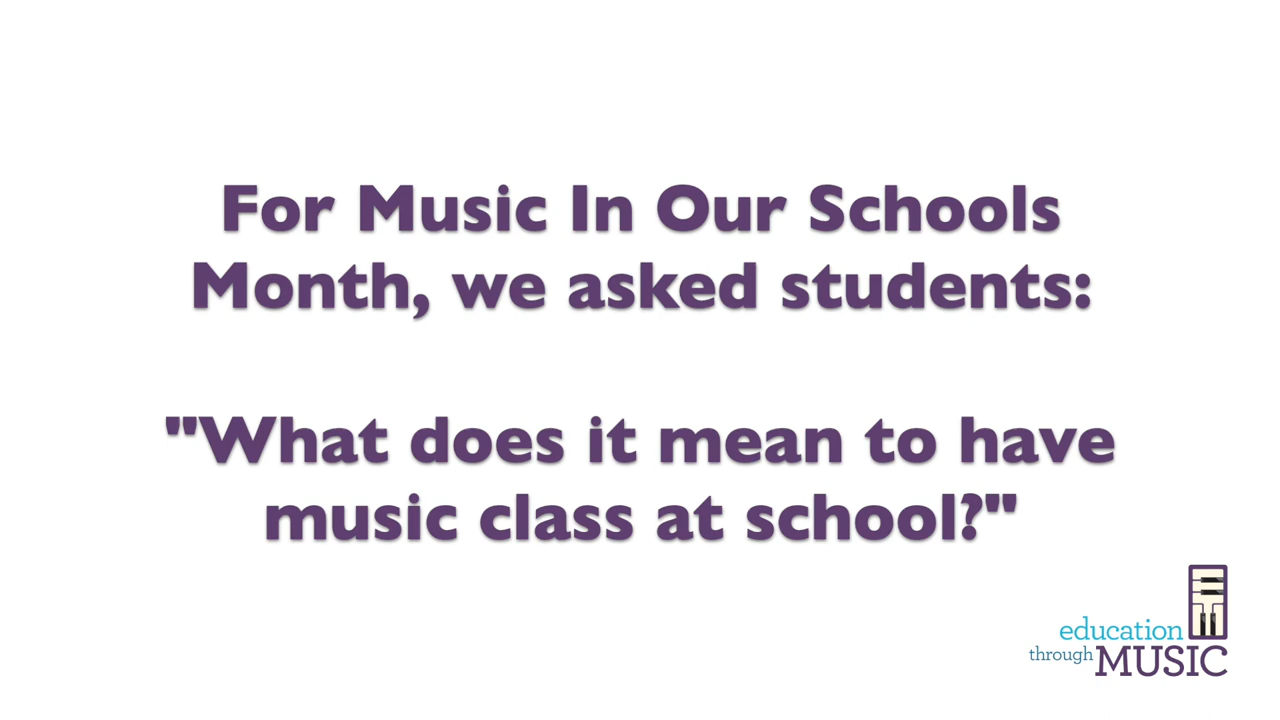 For Music In Our Schools
Month, we asked students:
"What does it mean to have
music class at school?"
education
through MUSIC